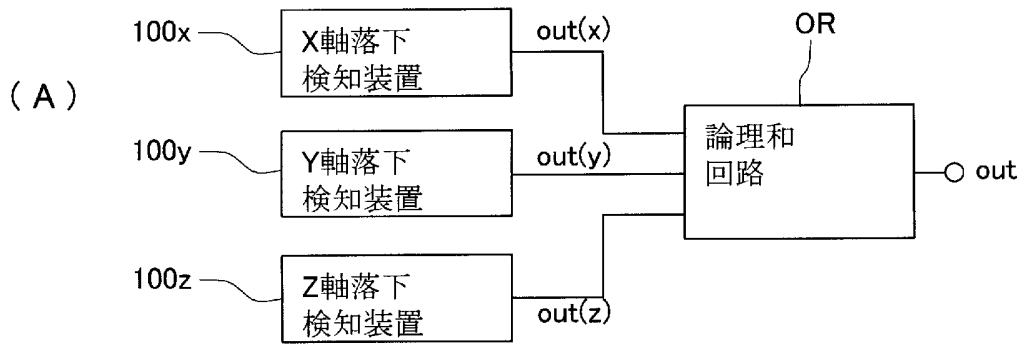 (A)
100x
X軸落下
検知装置
out(x)
OR
100y
Y軸落下
検知装置
out(y)
論理和
回路
out
100z
Z軸落下
検知装置
out(z)